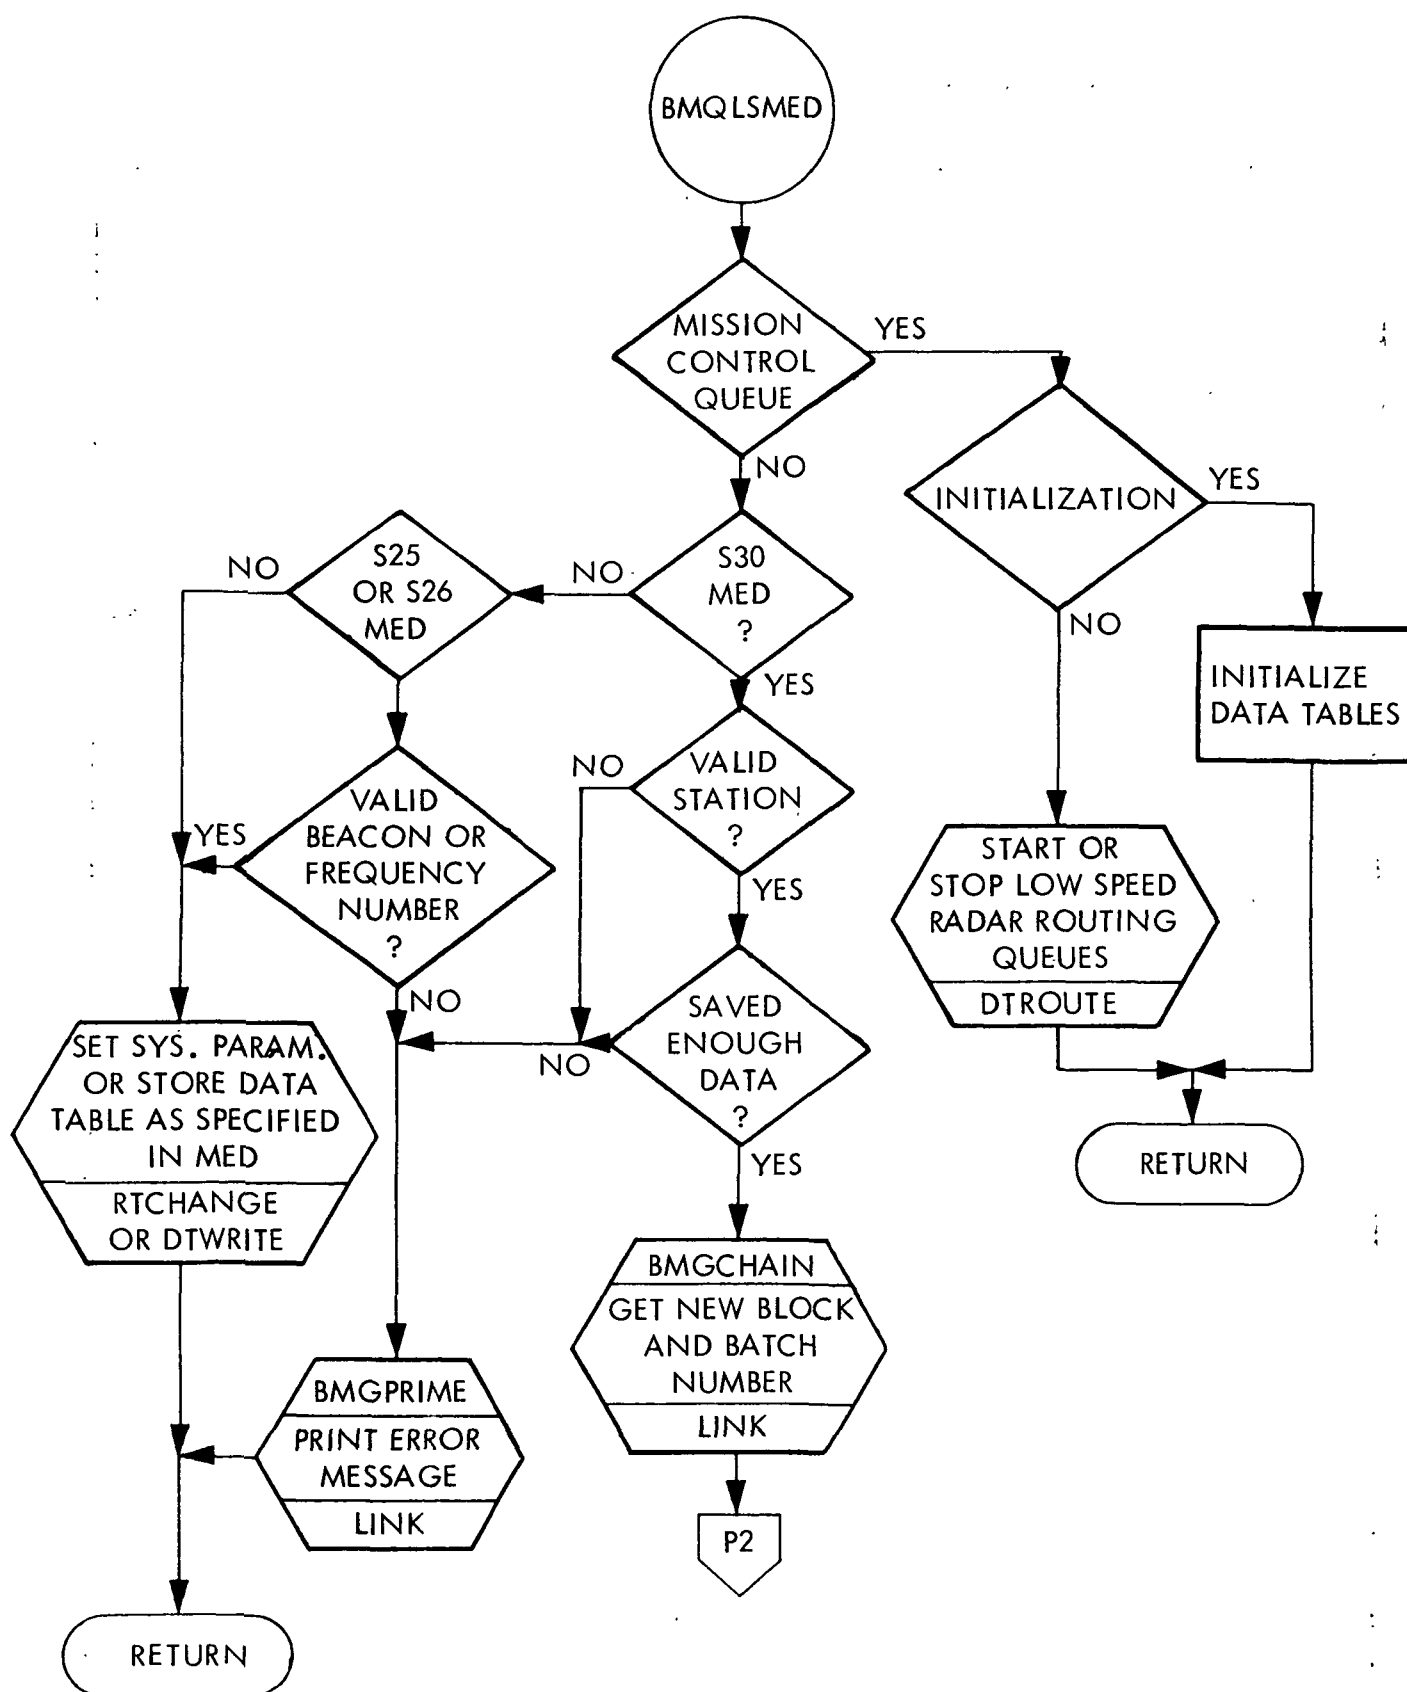 BMQLSMED
MISSION
CONTROL
QUEUE
YES
NO
INITIALIZATION
YES
NO
INITIALIZE
DATA TABLES
START OR
STOP LOW SPEED
RADAR ROUTING
QUEUES
DTROUTE
RETURN
S30
MED
?
NO
YES
S25
OR S26
MED
NO
VALID
BEACON OR
FREQUENCY
NUMBER
?
YES
NO
VALID
STATION
?
NO
YES
SAVED
ENOUGH
DATA
?
NO
YES
SET SYS. PARAM.
OR STORE DATA
TABLE AS SPECIFIED
IN MED
RTCHANGE
OR DTWRITE
BMGPRIME
PRINT ERROR
MESSAGE
LINK
BMGCHAIN
GET NEW BLOCK
AND BATCH
NUMBER
LINK
P2
RETURN